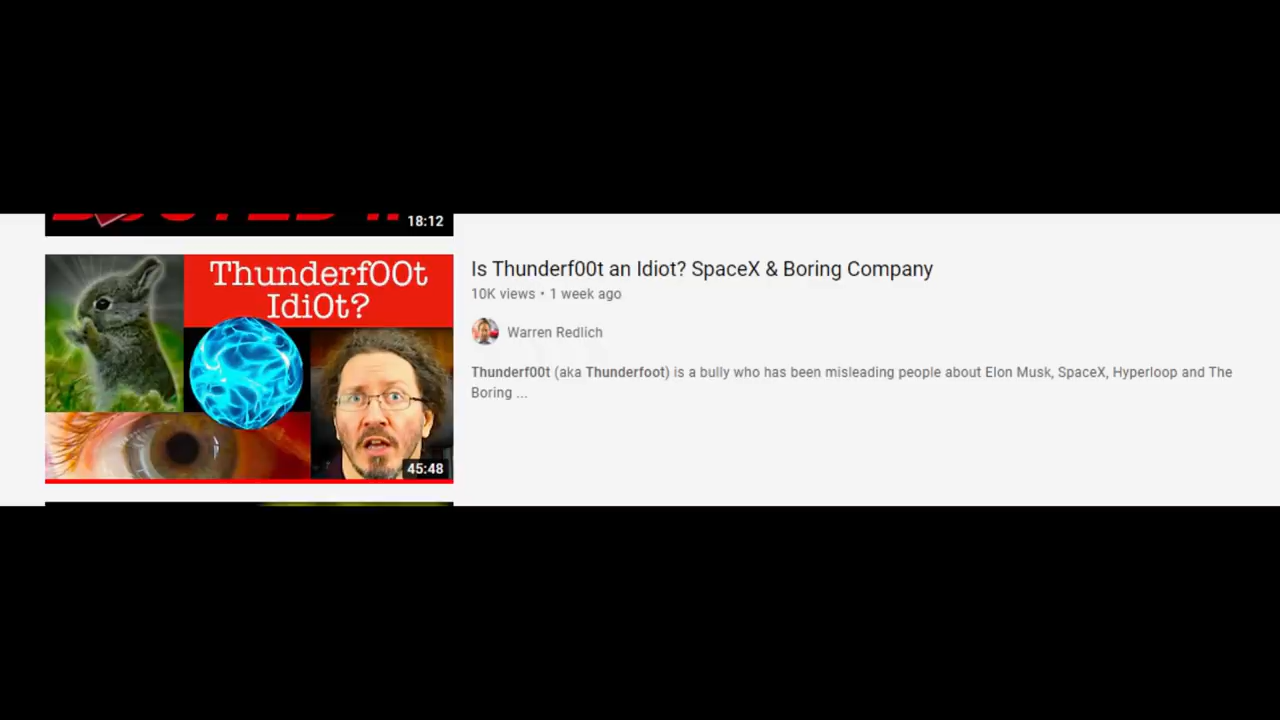 18:12
Thunderf00t
Idi0t?
45:48
Is Thunderf00t an Idiot? SpaceX & Boring Company
10K views • 1 week ago
Warren Redlich
Thunderf00t (aka Thunderfoot) is a bully who has been misleading people about Elon Musk, SpaceX, Hyperloop and The
Boring ...